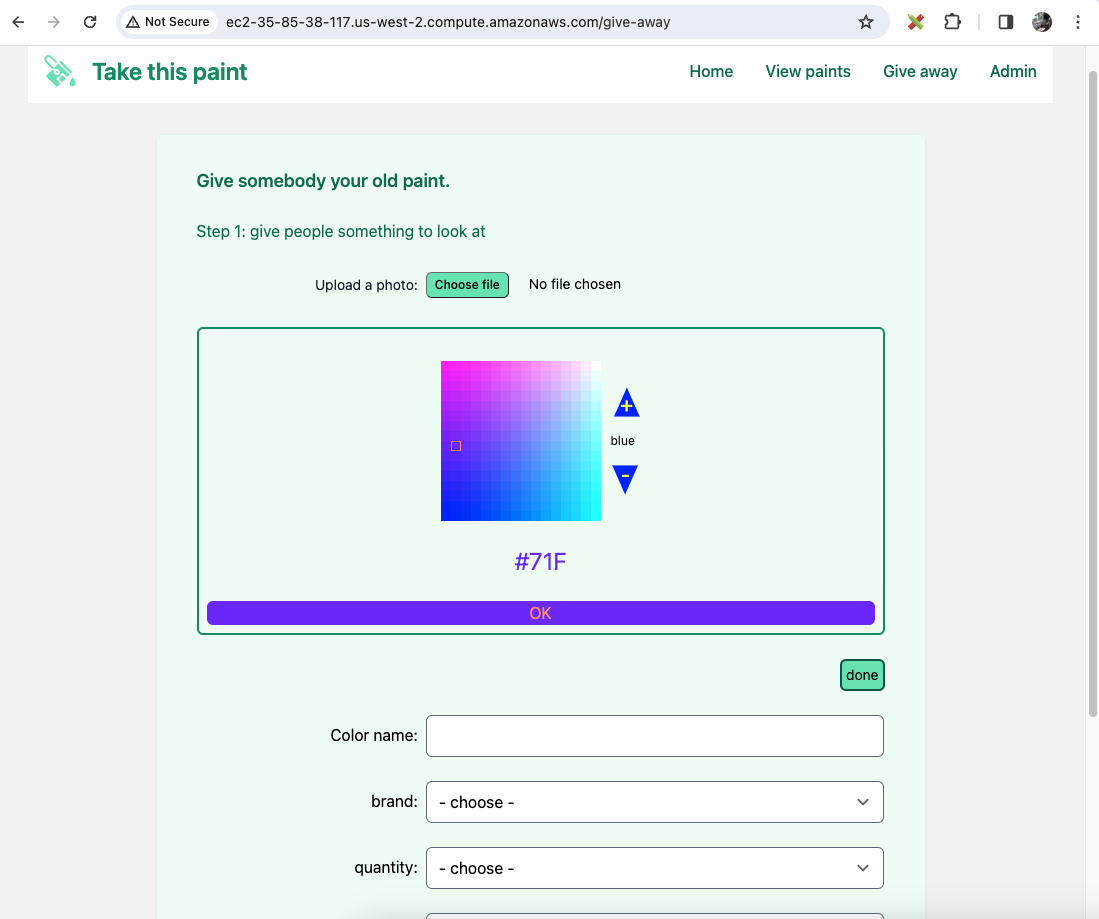 Not Secure ec2-35-85-38-117.us-west-2.compute.amazonaws.com/give-away
Take this paint Home View paints Give away Admin
Give somebody your old paint.
Step 1: give people something to look at
Upload a photo: Choose file No file chosen
+
blue
-
#71F
OK
done
Color name:
brand: - choose -
quantity: - choose -